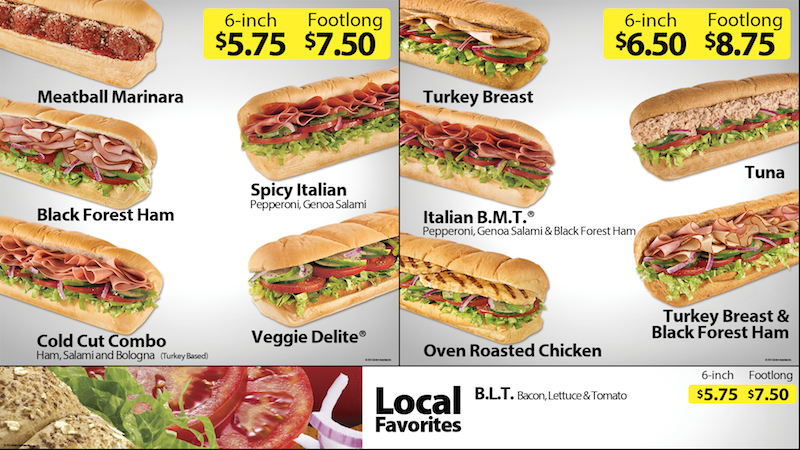 6-inch Footlong
$5.75 $7.50
Meatball Marinara
Spicy Italian
Pepperoni, Genoa Salami
Black Forest Ham
Cold Cut Combo
Ham, Salami and Bologna (Turkey Based)
Veggie Delite®
6-inch Footlong
$6.50 $8.75
Turkey Breast
Tuna
Italian B.M.T.®
Pepperoni, Genoa Salami & Black Forest Ham
Turkey Breast &
Black Forest Ham
Oven Roasted Chicken
Local
Favorites
B.L.T. Bacon, Lettuce & Tomato
6-inch Footlong
$5.75 $7.50